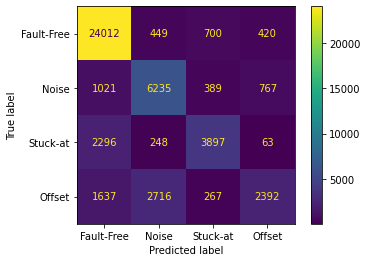 Fault-Free 24012 449 700 420
Noise 1021 6235 389 767
Stuck-at 2296 248 3897 63
Offset 1637 2716 267 2392
Fault-Free Noise Stuck-at Offset
Predicted label
True label
20000
15000
10000
5000